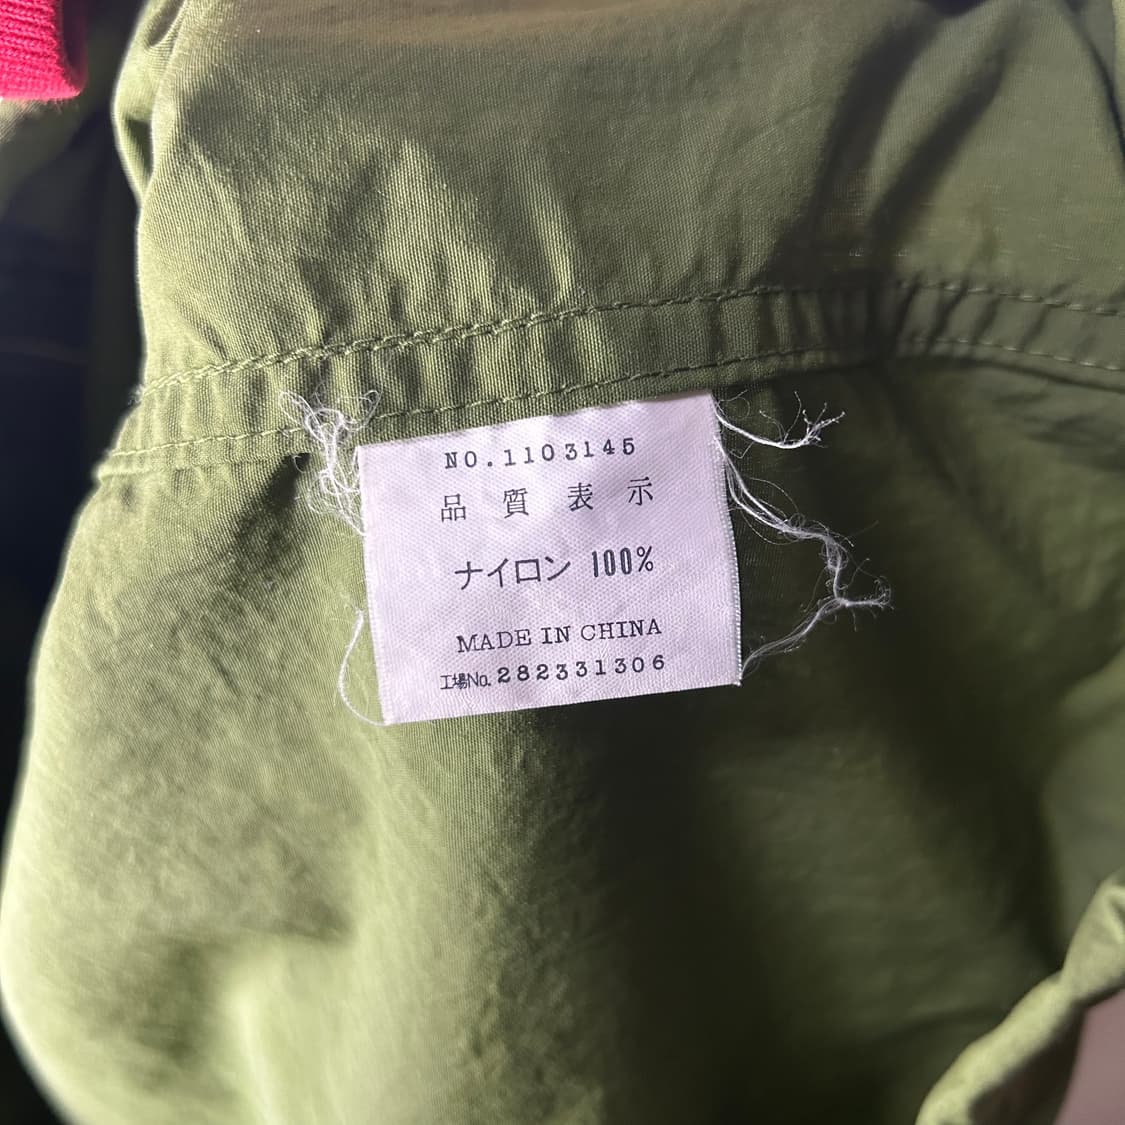 NO.1103145
品質表示
ナイロン 100%
MADE IN CHINA
工場No.282331306